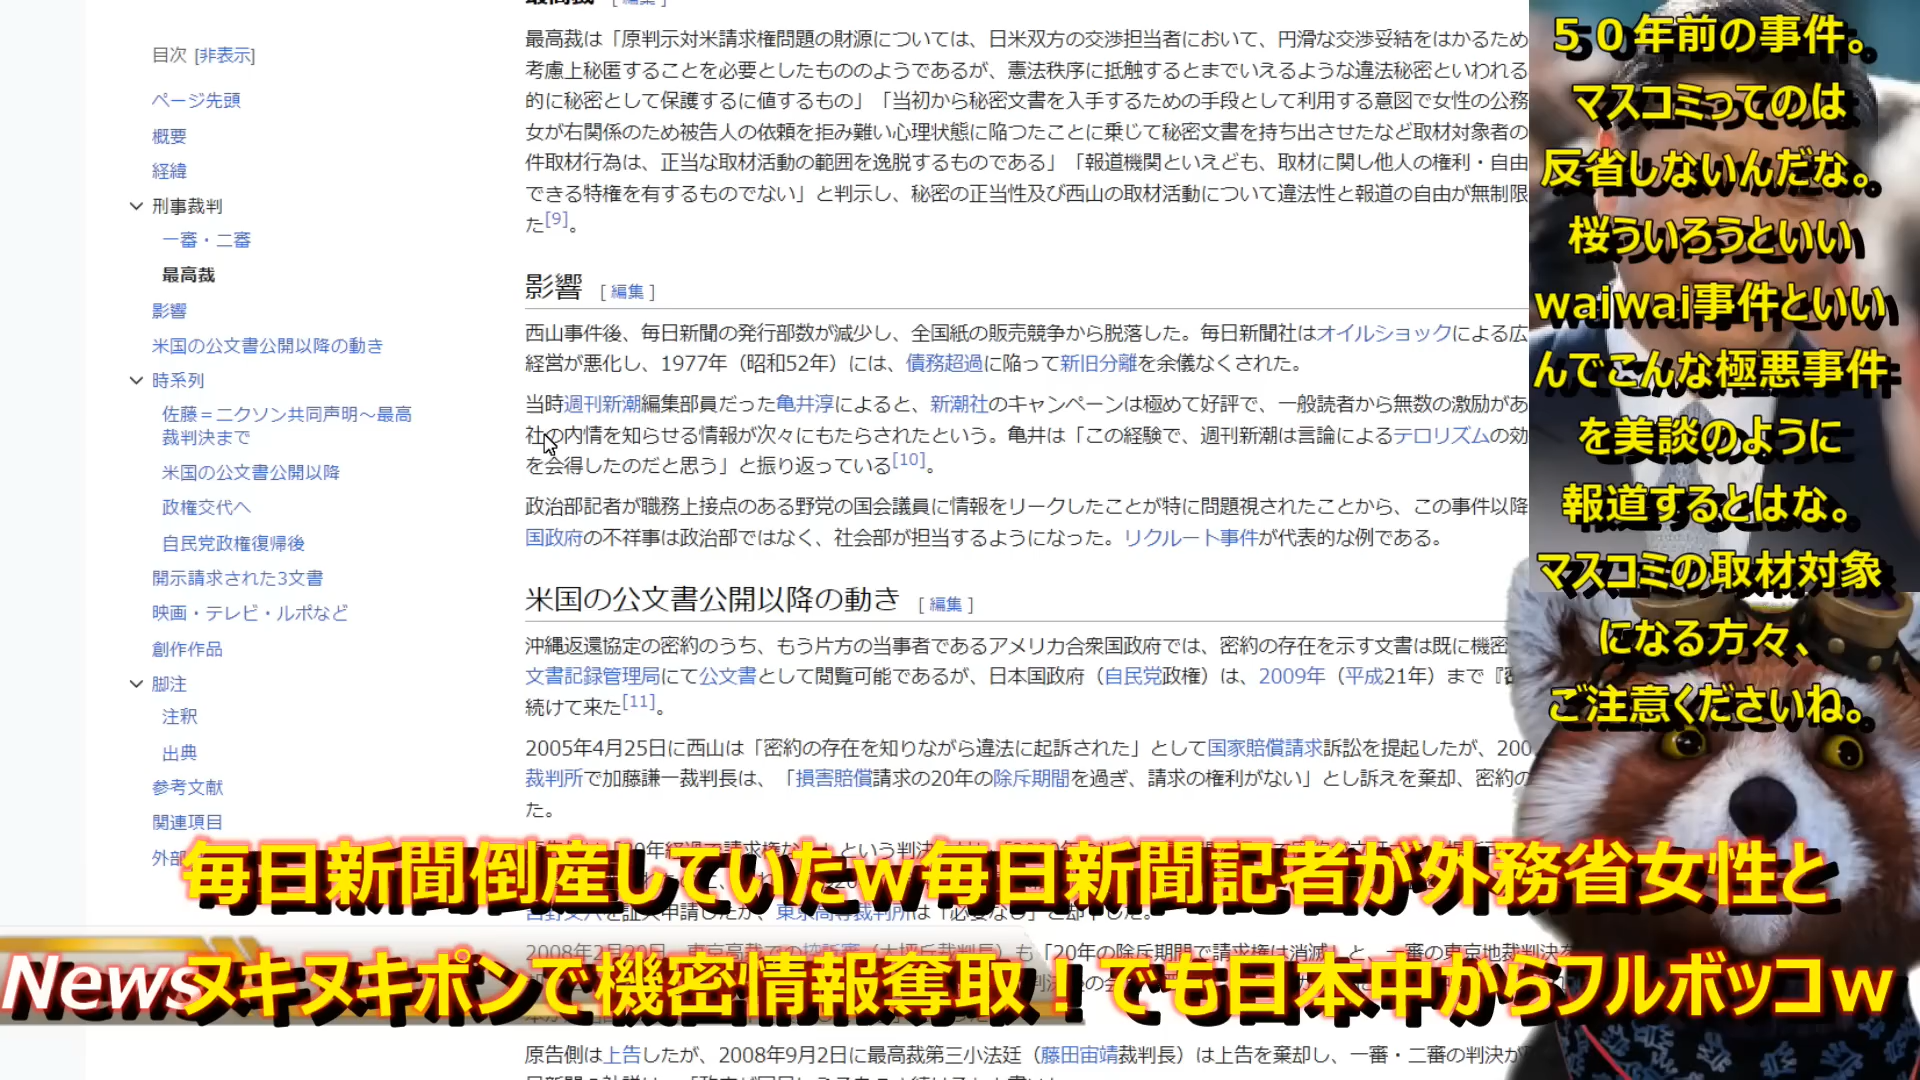 最高裁 [ 編集 ]
目次 [非表示]
ページ先頭
概要
経緯
刑事裁判
一審・二審
最高裁
影響
米国の公文書公開以降の動き
時系列
佐藤＝ニクソン共同声明～最高
裁判決まで
米国の公文書公開以降
政権交代へ
自民党政権復帰後
開示請求された3文書
映画・テレビ・ルポなど
創作作品
脚注
注釈
出典
参考文献
関連項目
外部
最高裁は「原判示対米請求権問題の財源については、日米双方の交渉担当者において、円滑な交渉妥結をはかるため
考慮上秘匿することを必要としたもののようであるが、憲法秩序に抵触するとまでいえるような違法秘密といわれる
的に秘密として保護するに値するもの」「当初から秘密文書を入手するための手段として利用する意図で女性の公務
女が右関係のため被告人の依頼を拒み難い心理状態に陥つたことに乗じて秘密文書を持ち出させたなど取材対象者の
件取材行為は、正当な取材活動の範囲を逸脱するものである」「報道機関といえども、取材に関し他人の権利・自由
できる特権を有するものでない」と判示し、秘密の正当性及び西山の取材活動について違法性と報道の自由が無制限
た[9]。
影響 [ 編集 ]
西山事件後、毎日新聞の発行部数が減少し、全国紙の販売競争から脱落した。毎日新聞社はオイルショックによる広
経営が悪化し、1977年（昭和52年）には、債務超過に陥って新旧分離を余儀なくされた。
当時週刊新潮編集部員だった亀井淳によると、新潮社のキャンペーンは極めて好評で、一般読者から無数の激励があ
社の内情を知らせる情報が次々にもたらされたという。亀井は「この経験で、週刊新潮は言論によるテロリズムの効
を会得したのだと思う」と振り返っている[10]。
政治部記者が職務上接点のある野党の国会議員に情報をリークしたことが特に問題視されたことから、この事件以降
国政府の不祥事は政治部ではなく、社会部が担当するようになった。リクルート事件が代表的な例である。
米国の公文書公開以降の動き [ 編集 ]
沖縄返還協定の密約のうち、もう片方の当事者であるアメリカ合衆国政府では、密約の存在を示す文書は既に機密
文書記録管理局にて公文書として閲覧可能であるが、日本国政府（自民党政権）は、2009年（平成21年）まで『
続けて来た[11]。
2005年4月25日に西山は「密約の存在を知りながら違法に起訴された」として国家賠償請求訴訟を提起したが、200
裁判所で加藤謙一裁判長は、「損害賠償請求の20年の除斥期間を過ぎ、請求の権利がない」とし訴えを棄却、密約の
た。
東京高等裁判所は「必要なし」と却下した。
も「20年の除斥期間で請求権は消滅」と、一審の東京地裁判決を
原告側は上告したが、2008年9月2日に最高裁第三小法廷（藤田宙靖裁判長）は上告を棄却し、一審・二審の判決が
５０年前の事件。
マスコミってのは
反省しないんだな。
桜ういろうといい
waiwai事件といい
んでこんな極悪事件
を美談のように
報道するとはな。
マスコミの取材対象
になる方々、
ご注意くださいね。
毎日新聞倒産していたw毎日新聞記者が外務省女性と
News
ヌキヌキポンで機密情報奪取！でも日本中からフルボッコw